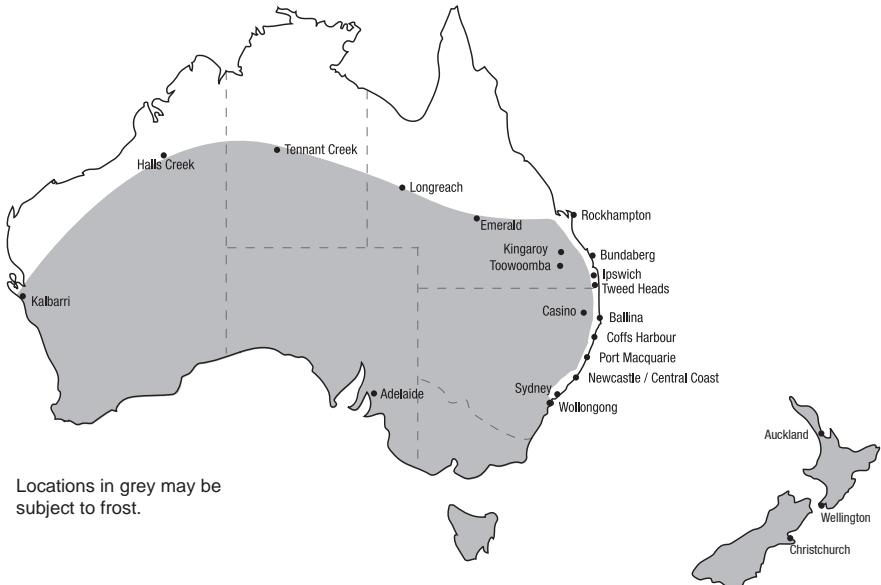 Tennant Creek
Halls Creek
Longreach
Rockhampton
Emerald
Kingaroy
Bundaberg
Toowoomba
Ipswich
Tweed Heads
Kalbarri
Casino
Ballina
Coffs Harbour
Port Macquarie
Newcastle / Central Coast
Sydney
Adelaide
Wollongong
Auckland
Locations in grey may be
subject to frost.
Wellington
Christchurch